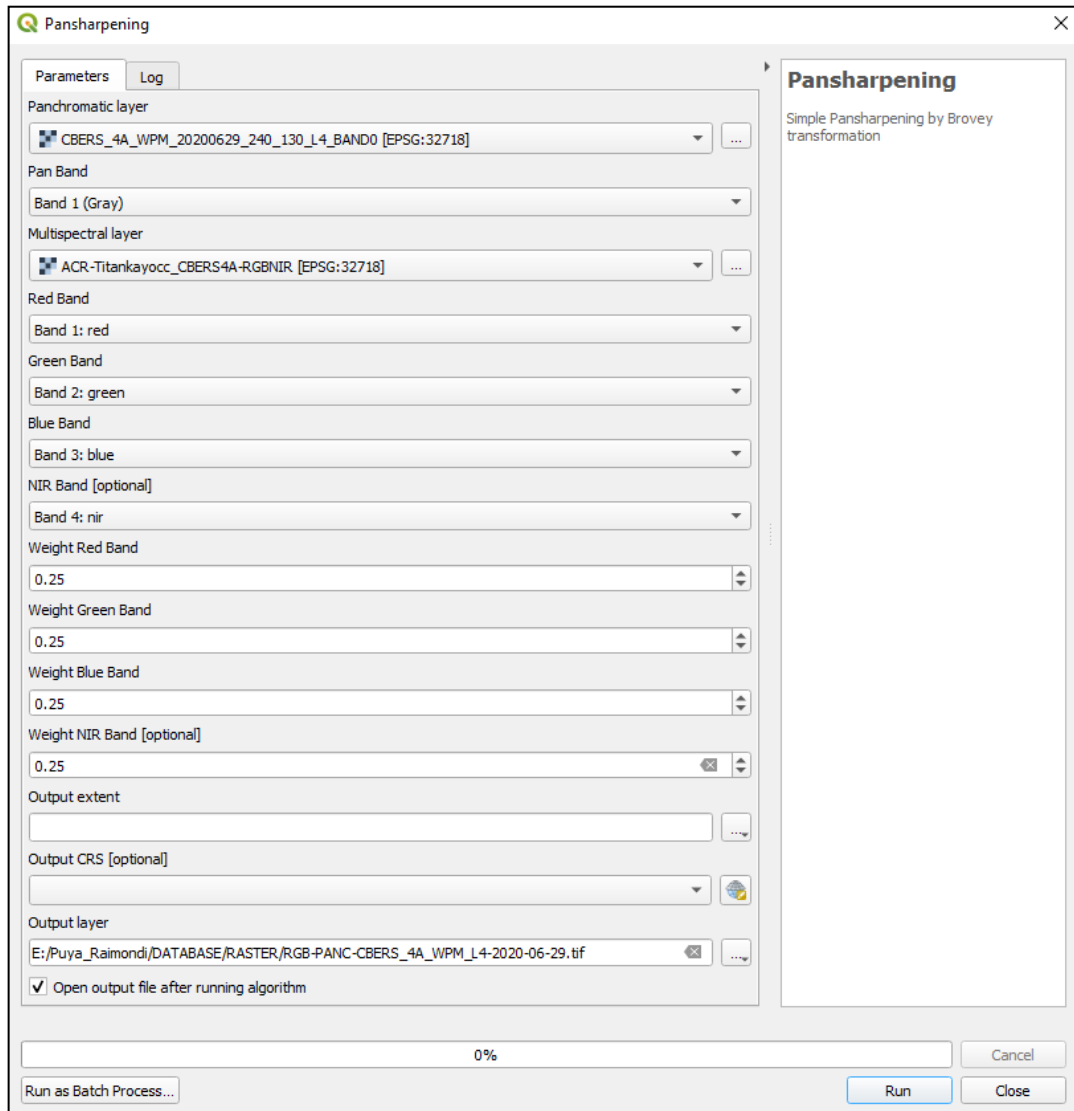 Pansharpening
Parameters
Log
Panchromatic layer
CBERS_4A_WPM_20200629_240_130_L4_BAND0 [EPSG:32718]
...
Pan Band
Band 1 (Gray)
Multispectral layer
ACR-Titankayocc_CBERS4A-RGBNIR [EPSG:32718]
...
Red Band
Band 1: red
Green Band
Band 2: green
Blue Band
Band 3: blue
NIR Band [optional]
Band 4: nir
Weight Red Band
0.25
Weight Green Band
0.25
Weight Blue Band
0.25
Weight NIR Band [optional]
0.25
Output extent
...
Output CRS [optional]
Output layer
E:/Puya_Raimondi/DATABASE/RASTER/RGB-PANC-CBERS_4A_WPM_L4-2020-06-29.tif
...
Open output file after running algorithm
Pansharpening
Simple Pansharpening by Brovey
transformation
0%
Cancel
Run as Batch Process...
Run
Close